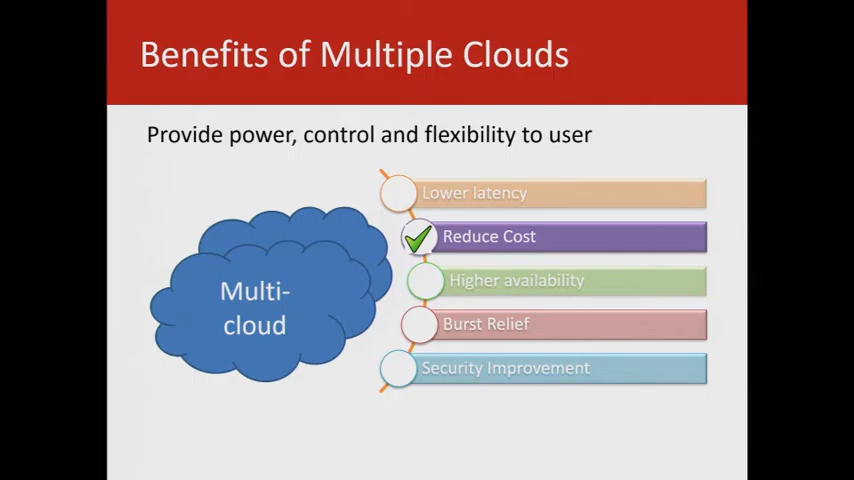 Benefits of Multiple Clouds
Provide power, control and flexibility to user
Multi-
cloud
Lower latency
Reduce Cost
Higher availability
Burst Relief
Security Improvement